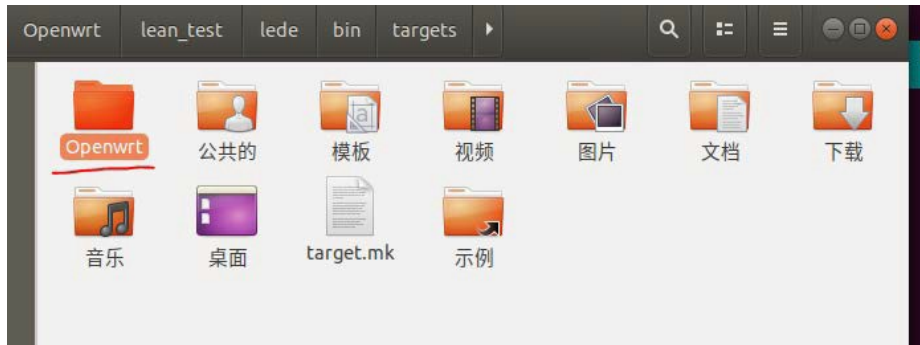 Openwrt lean_test lede bin targets
Openwrt 公共的 模板 视频 图片 文档 下载
音乐 桌面 target.mk 示例